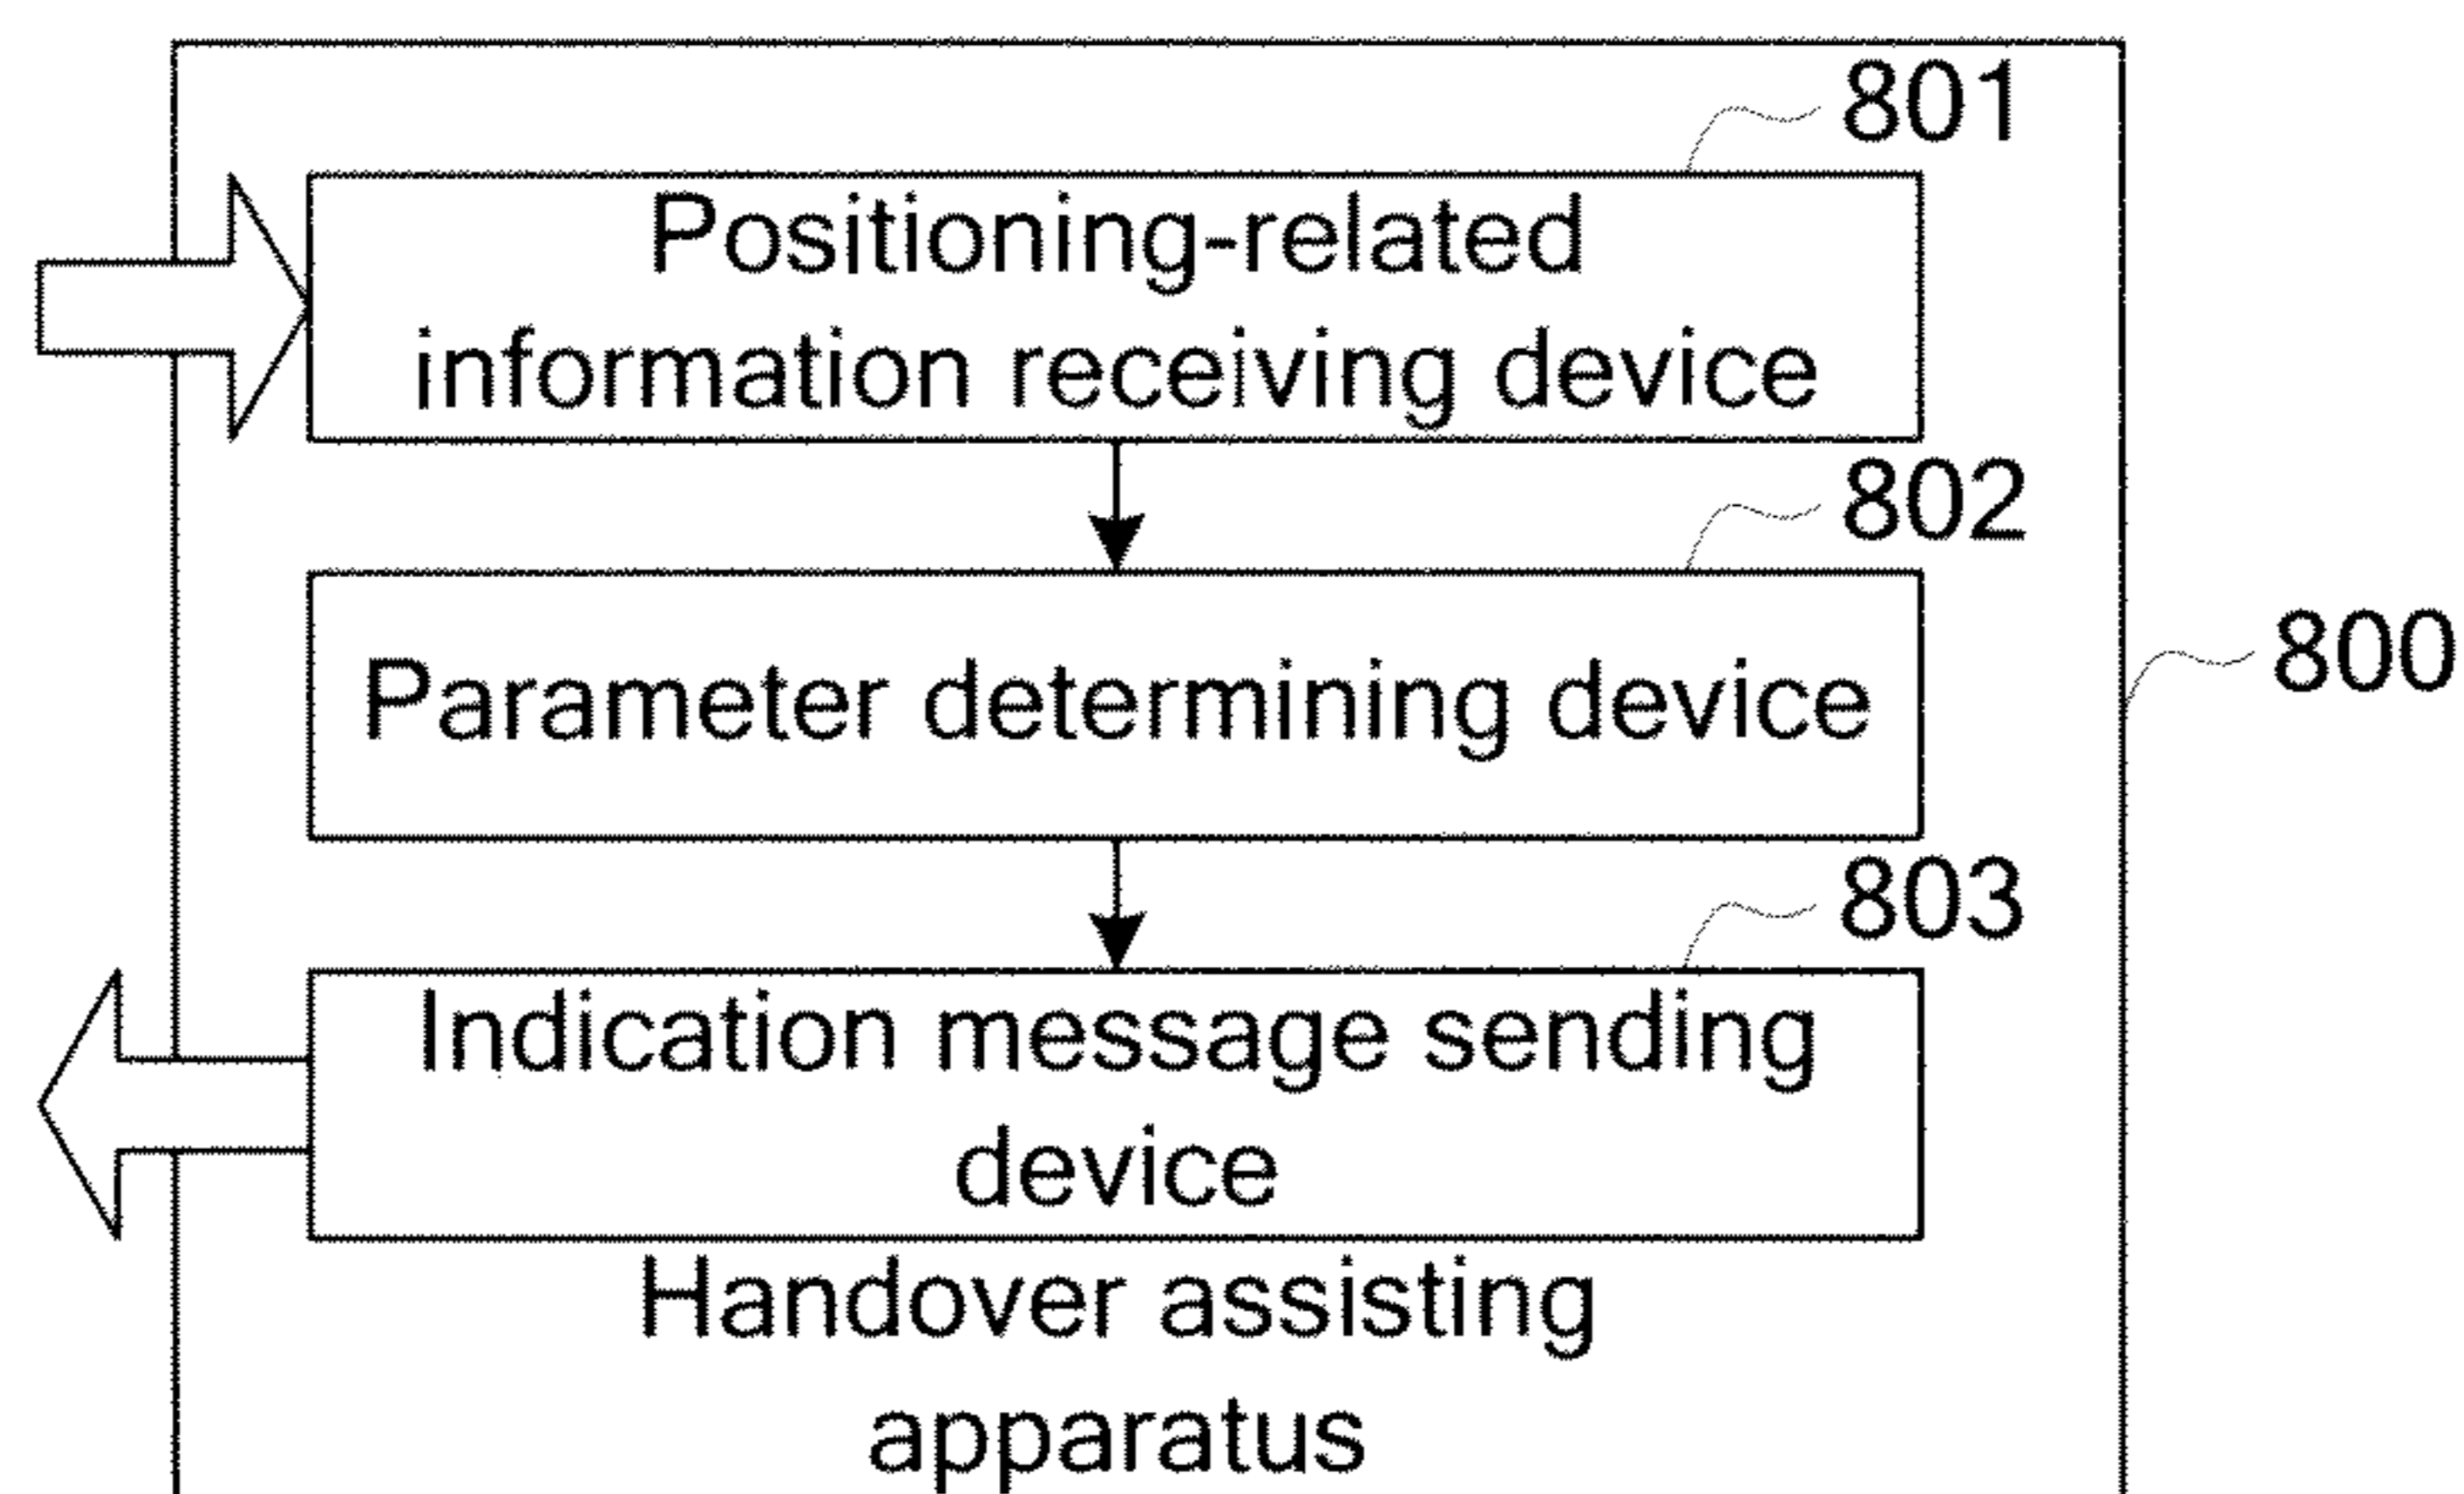 801
Positioning-related
information receiving device
802
Parameter determining device
800
803
Indication message sending
device
Handover assisting
apparatus